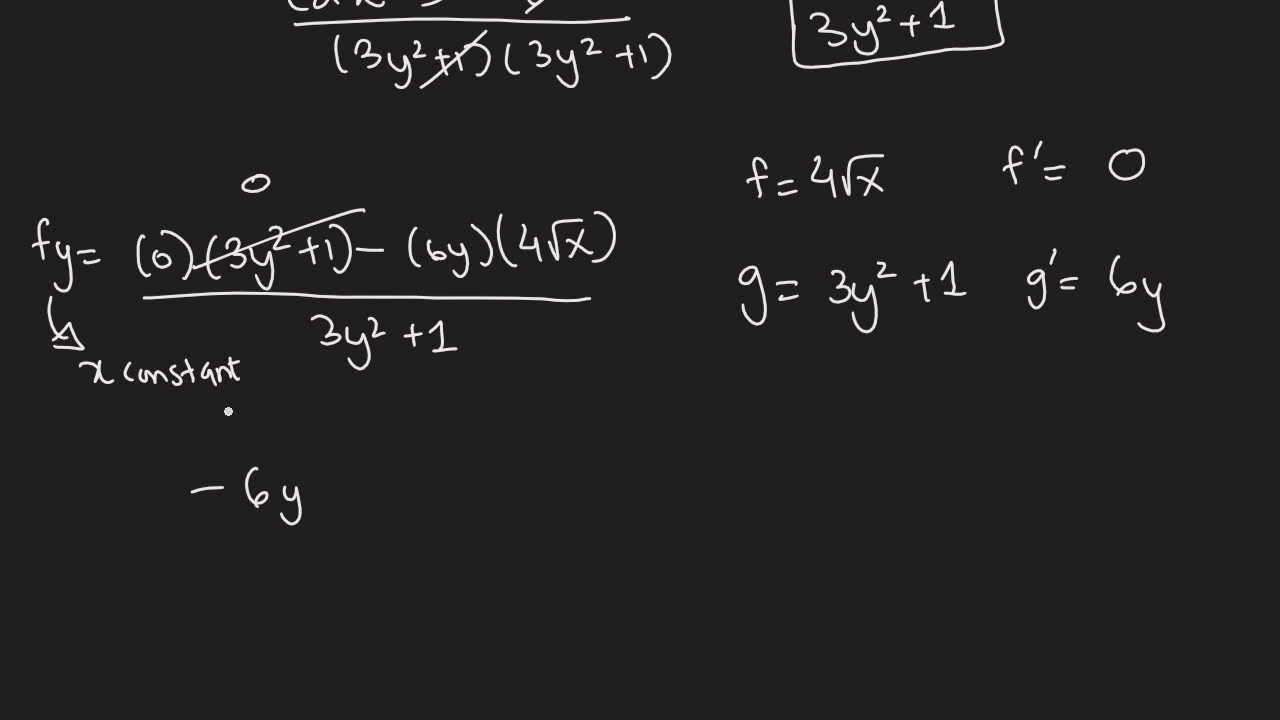 (3y²+1)(3y²+1)
3y²+1
f = 4√x f' = 0
0
fy = (0)(3y²+1) − (6y)(4√x)
3y²+1
g = 3y²+1 g' = 6y
x constant
− 6y